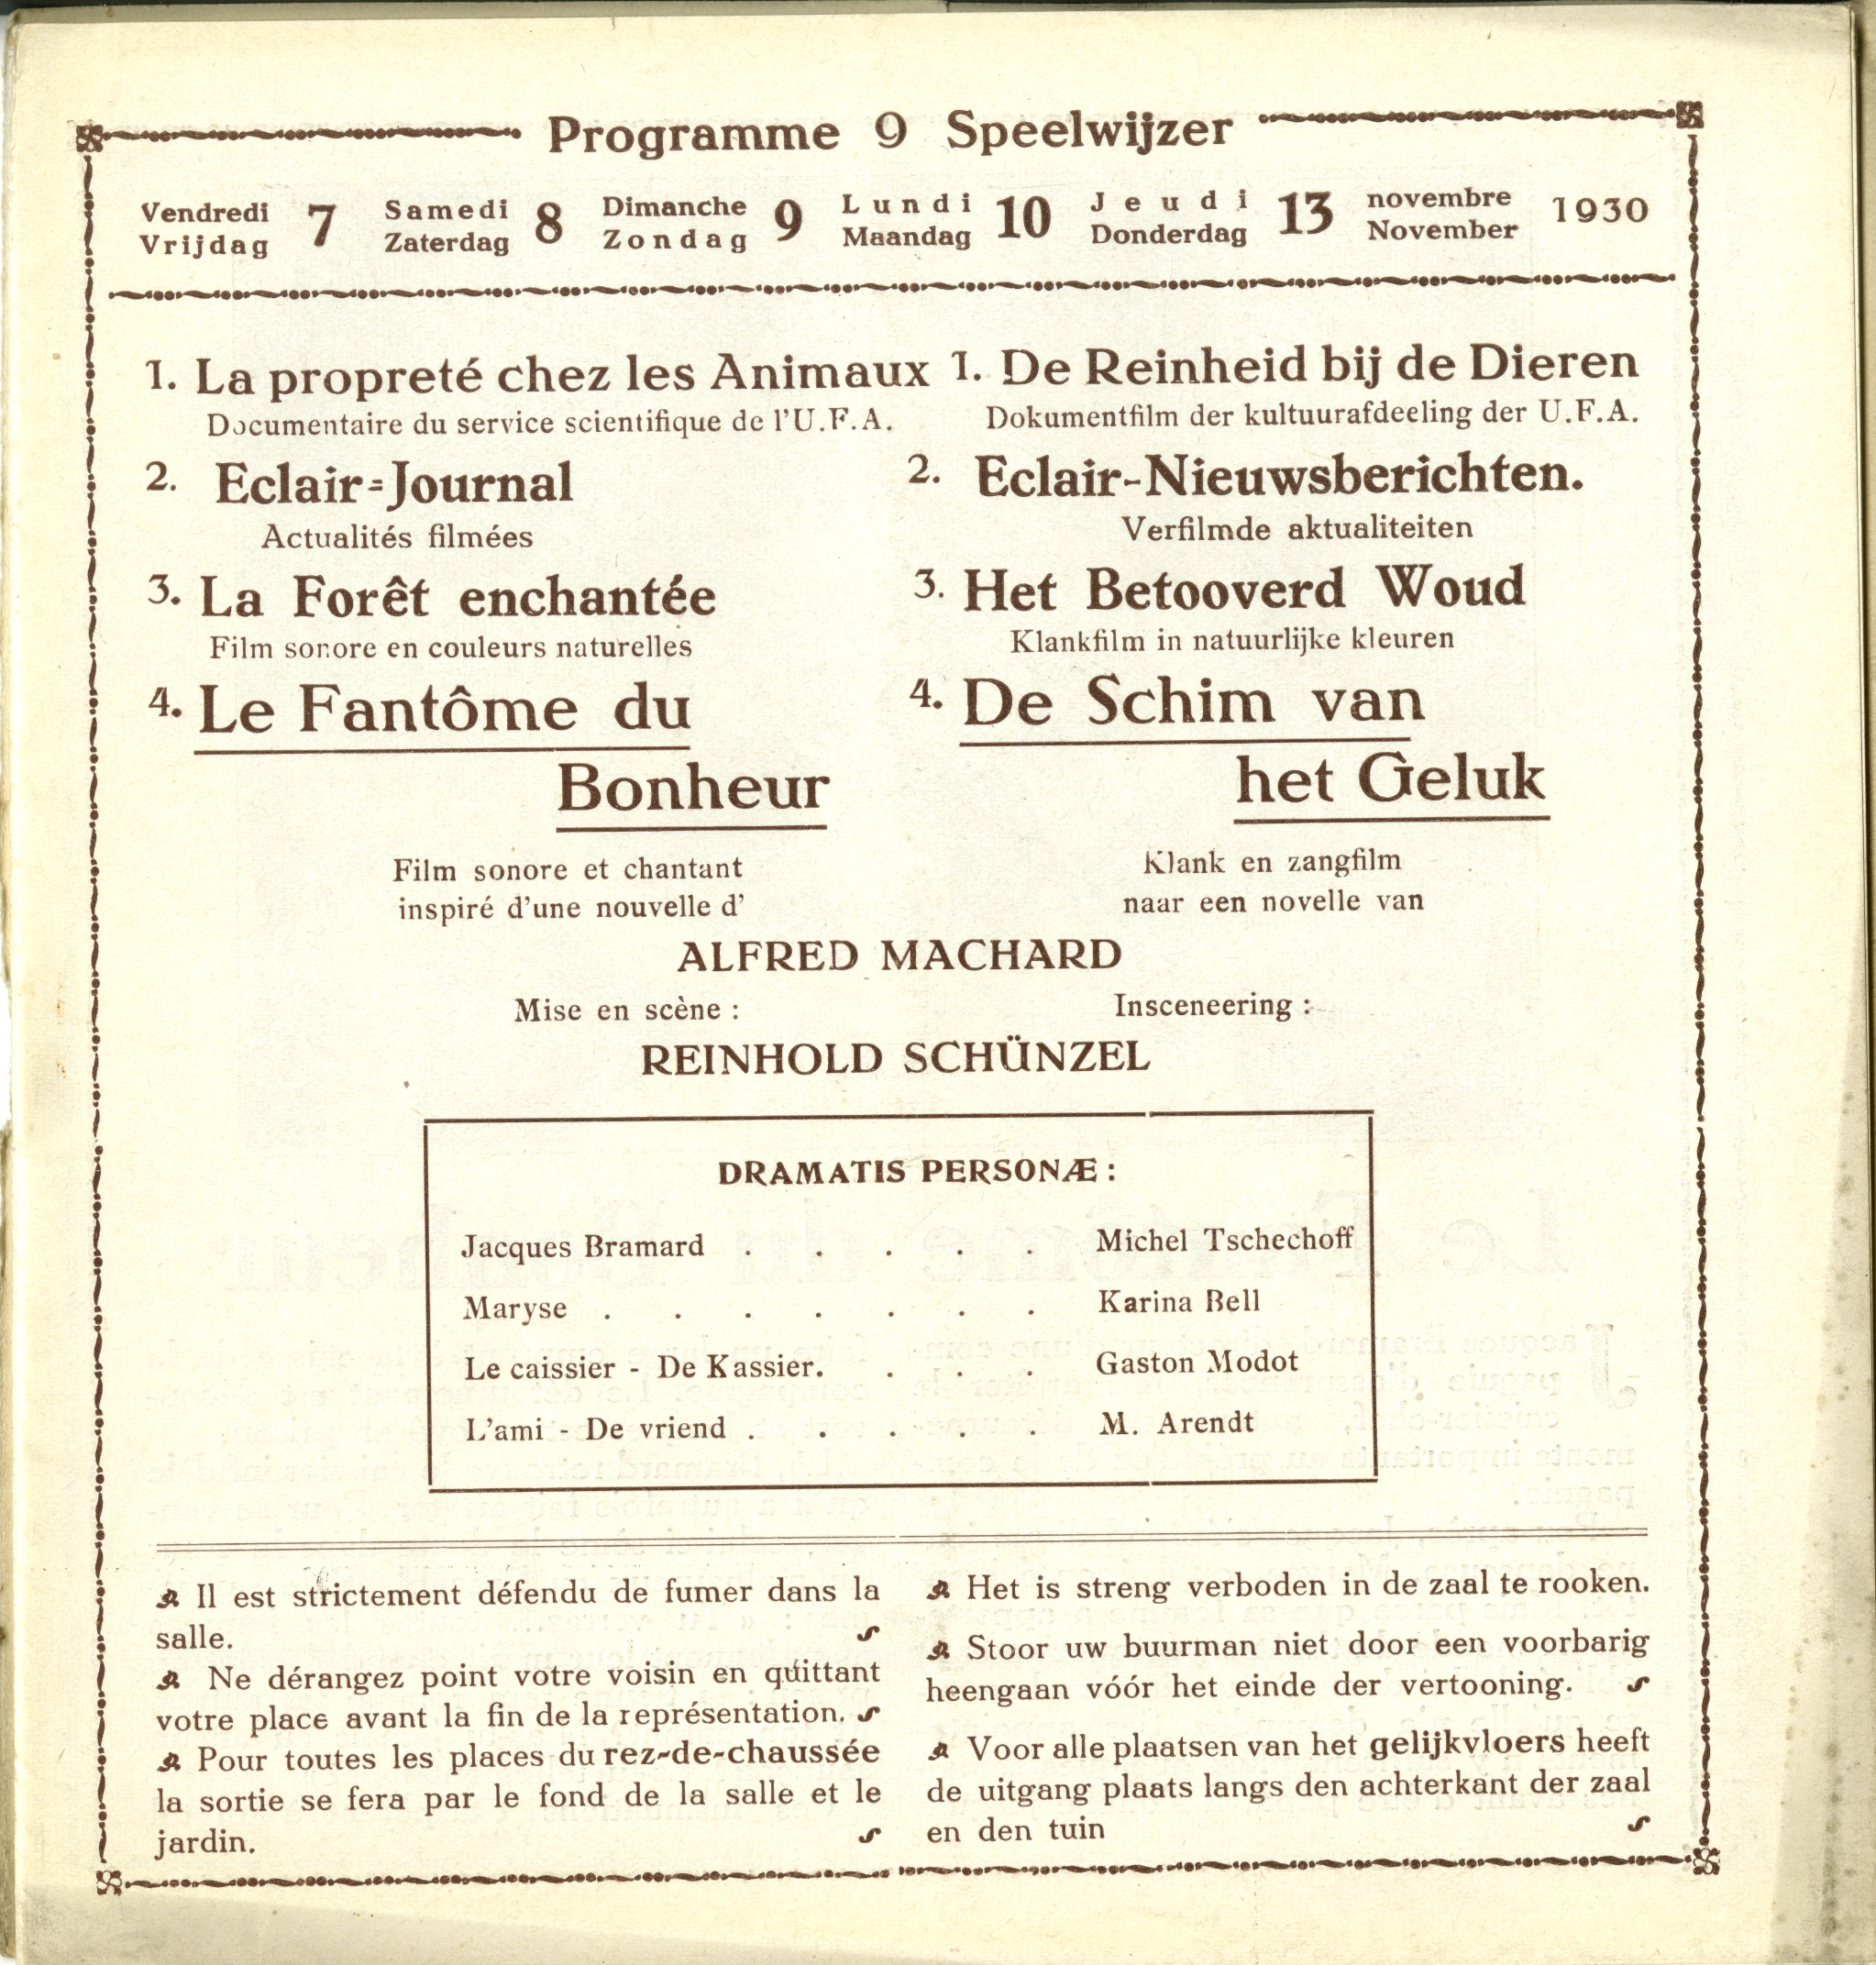 Programme 9 Speelwijzer
Vendredi 7 Samedi 8 Dimanche 9 Lundi 10 Jeudi 13 novembre 1930
Vrijdag Zaterdag Zondag Maandag Donderdag November
1. La propreté chez les Animaux
Documentaire du service scientifique de l'U.F.A.
2. Eclair=Journal
Actualités filmées
3. La Forêt enchantée
Film sonore en couleurs naturelles
4. Le Fantôme du
Bonheur
Film sonore et chantant
inspiré d'une nouvelle d'
1. De Reinheid bij de Dieren
Dokumentfilm der kultuurafdeeling der U.F.A.
2. Eclair-Nieuwsberichten.
Verfilmde aktualiteiten
3. Het Betooverd Woud
Klankfilm in natuurlijke kleuren
4. De Schim van
het Geluk
Klank en zangfilm
naar een novelle van
ALFRED MACHARD
Mise en scène : Insceneering :
REINHOLD SCHÜNZEL
DRAMATIS PERSONÆ :
Jacques Bramard . . . . . Michel Tschechoff
Maryse . . . . . . . Karina Bell
Le caissier - De Kassier. . . . Gaston Modot
L'ami - De vriend . . . . . M. Arendt
Il est strictement défendu de fumer dans la
salle.
Ne dérangez point votre voisin en quittant
votre place avant la fin de la représentation.
Pour toutes les places du rez-de-chaussée
la sortie se fera par le fond de la salle et le
jardin.
Het is streng verboden in de zaal te rooken.
Stoor uw buurman niet door een voorbarig
heengaan vóór het einde der vertooning.
Voor alle plaatsen van het gelijkvloers heeft
de uitgang plaats langs den achterkant der zaal
en den tuin